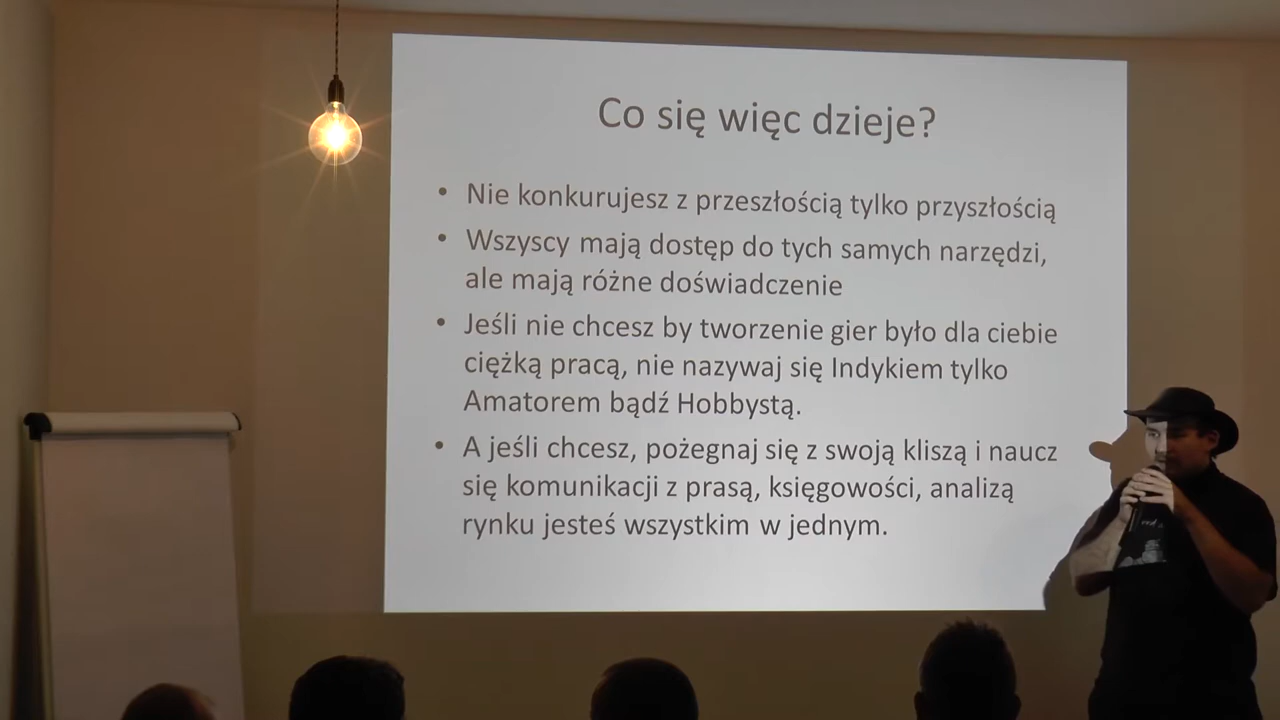 Co się więc dzieje?
• Nie konkurujesz z przeszłością tylko przyszłością
• Wszyscy mają dostęp do tych samych narzędzi,
ale mają różne doświadczenie
• Jeśli nie chcesz by tworzenie gier było dla ciebie
ciężką pracą, nie nazywaj się Indykiem tylko
Amatorem bądź Hobbystą.
• A jeśli chcesz, pożegnaj się z swoją kliszą i naucz
się komunikacji z prasą, księgowości, analizą
rynku jesteś wszystkim w jednym.